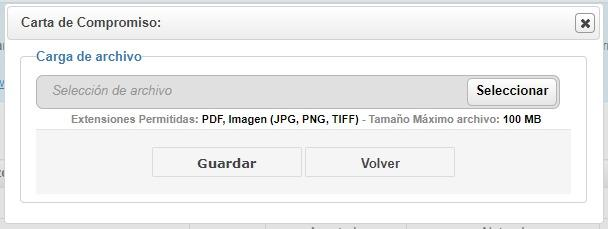 Carta de Compromiso:
Carga de archivo
Selección de archivo
Seleccionar
Extensiones Permitidas: PDF, Imagen (JPG, PNG, TIFF) - Tamaño Máximo archivo: 100 MB
Guardar
Volver